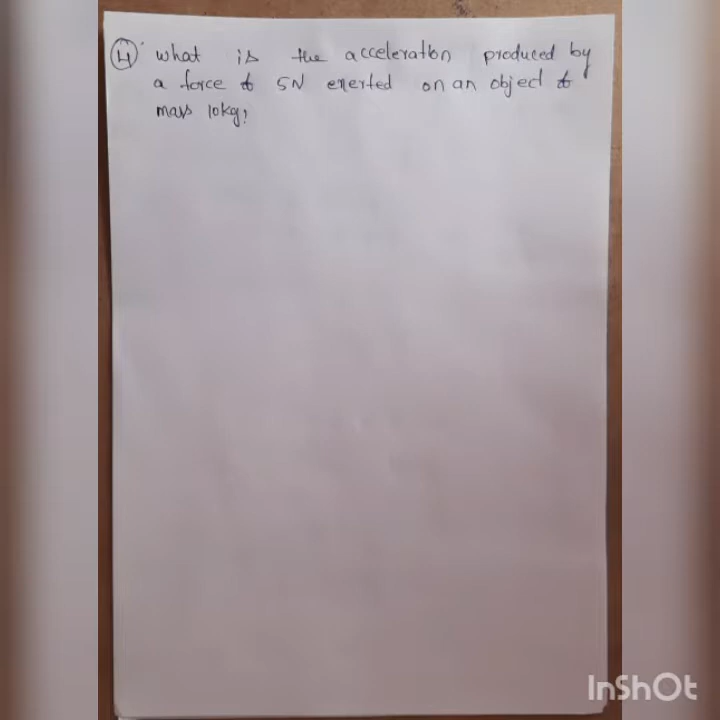 4 What is the acceleration produced by
a force of 5N exerted on an object of
mass 10kg?
InShOt